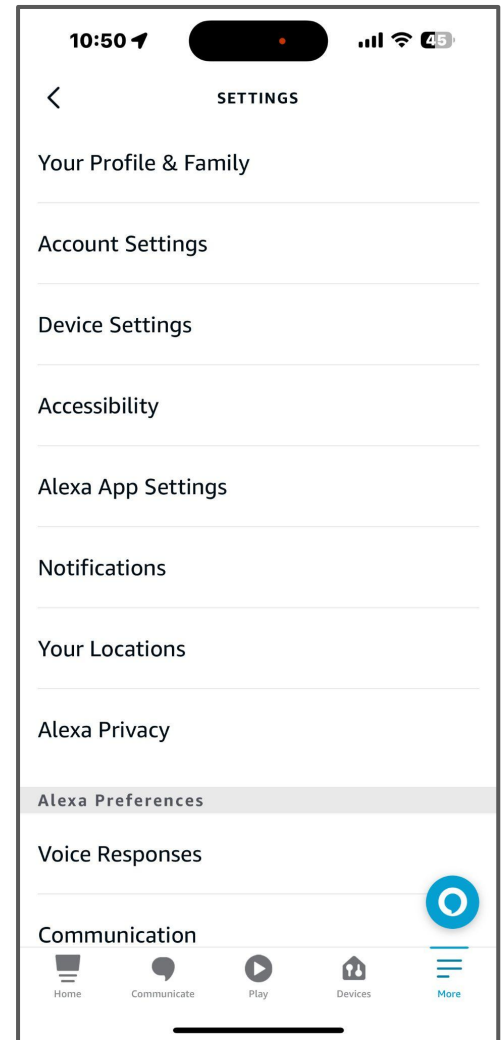 10:50
45
SETTINGS
Your Profile & Family
Account Settings
Device Settings
Accessibility
Alexa App Settings
Notifications
Your Locations
Alexa Privacy
Alexa Preferences
Voice Responses
Communication
Home Communicate Play Devices More